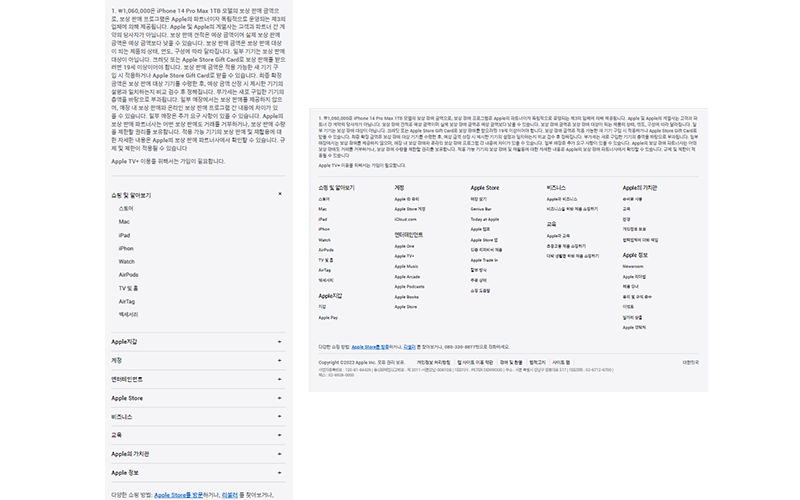 1. ₩1,060,000은 iPhone 14 Pro Max 1TB 모델의 보상 판매 금액으
로, 보상 판매 프로그램은 Apple의 파트너이자 독립적으로 운영되는 제3의
업체에 의해 제공됩니다. Apple 및 Apple의 계열사는 고객과 파트너 간 계
약의 당사자가 아닙니다. 보상 판매 견적은 예상 금액이며 실제 보상 판매
금액은 예상 금액보다 낮을 수 있습니다. 보상 판매 금액은 보상 판매 대상
이 되는 제품의 상태, 연도, 구성에 따라 달라집니다. 일부 기기는 보상 판매
대상이 아닙니다. 크레딧 또는 Apple Store Gift Card로 보상 판매를 받으
려면 19세 이상이어야 합니다. 보상 판매 금액은 적용 가능한 새 기기 구
입 시 적용하거나 Apple Store Gift Card로 받을 수 있습니다. 최종 확정
금액은 보상 판매 대상 기기를 수령한 후, 예상 금액 산정 시 제시한 기기의
설명과 일치하는지 비교 검수 후 정해집니다. 부가세는 새로 구입한 기기의
총액을 바탕으로 부과됩니다. 일부 매장에서는 보상 판매를 제공하지 않으
며, 매장 내 보상 판매와 온라인 보상 판매 프로그램 간 내용에 차이가 있
을 수 있습니다. 일부 매장은 추가 요구 사항이 있을 수 있습니다. Apple의
보상 판매 파트너사는 어떤 보상 판매도 거래를 거부하거나, 보상 판매 수량
을 제한할 권리를 보유합니다. 적용 가능 기기의 보상 판매 및 재활용에 대
한 자세한 내용은 Apple의 보상 판매 파트너사에서 확인할 수 있습니다. 규
제 및 제한이 적용될 수 있습니다
Apple TV+ 이용을 위해서는 가입이 필요합니다.
쇼핑 및 알아보기
스토어
Mac
iPad
iPhon
Watch
AirPods
TV 및 홈
AirTag
액세서리
Apple지갑 +
계정 +
엔터테인먼트 +
Apple Store +
비즈니스 +
교육 +
Apple의 가치관 +
Apple 정보 +
다양한 쇼핑 방법: Apple Store를 방문하거나, 리셀러 를 찾아보거나,
Apple TV+ 이용을 위해서는 가입이 필요합니다.
쇼핑 및 알아보기
스토어
Mac
iPad
iPhon
Watch
AirPods
TV 및 홈
AirTag
액세서리
Apple지갑
지갑
Apple Pay
계정
Apple ID 관리
Apple Store 계정
iCloud.com
엔터테인먼트
Apple One
Apple TV+
Apple Music
Apple Arcade
Apple Podcasts
Apple Books
Apple Store
Apple Store
매장 찾기
Genius Bar
Today at Apple
Apple 캠프
Apple Store 앱
인증 리퍼비쉬 제품
Apple Trade In
할부 방식
주문 상태
쇼핑 도움말
비즈니스
Apple과 비즈니스
비즈니스를 위한 제품 쇼핑하기
교육
Apple과 교육
초중고용 제품 쇼핑하기
대학 생활을 위한 제품 쇼핑하기
Apple의 가치관
손쉬운 사용
교육
환경
개인정보 보호
협력업체에 대한 책임
Apple 정보
Newsroom
Apple 리더십
채용 안내
윤리 및 규정 준수
이벤트
일자리 창출
Apple 연락처
다양한 쇼핑 방법: Apple Store를 방문하거나, 리셀러 를 찾아보거나, 080-330-8877번으로 전화하세요.
Copyright ©2023 Apple Inc. 모든 권리 보유. 개인정보 처리방침 웹 사이트 이용 약관 판매 및 환불 법적고지 사이트 맵 대한민국